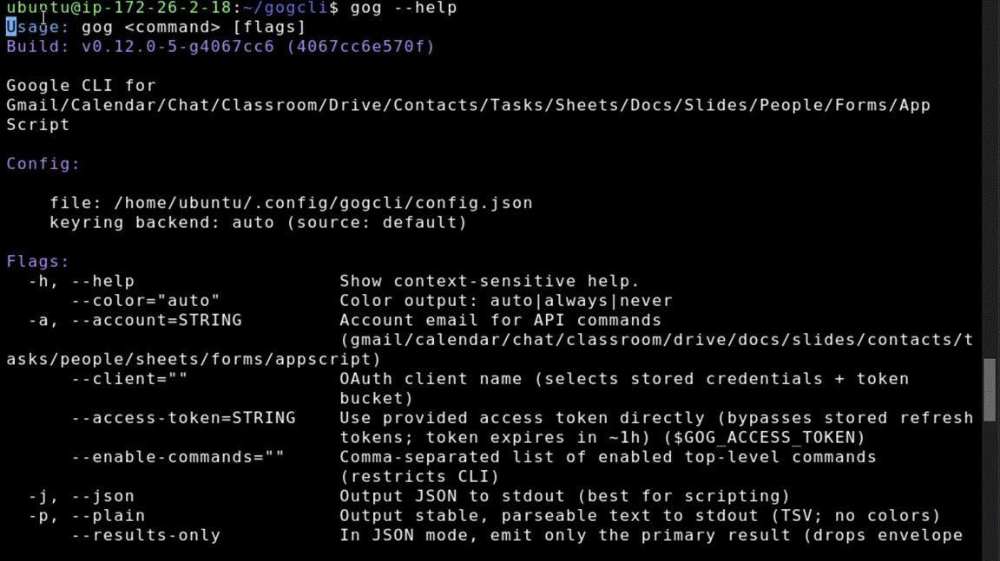 ubuntu@ip-172-26-2-18:~/gogcli$ gog --help
Usage: gog <command> [flags]
Build: v0.12.0-5-g4067cc6 (4067cc6e570f)
Google CLI for
Gmail/Calendar/Chat/Classroom/Drive/Contacts/Tasks/Sheets/Docs/Slides/People/Forms/App
Script
Config:
file: /home/ubuntu/.config/gogcli/config.json
keyring backend: auto (source: default)
Flags:
-h, --help Show context-sensitive help.
--color="auto" Color output: auto|always|never
-a, --account=STRING Account email for API commands
(gmail/calendar/chat/classroom/drive/docs/slides/contacts/t
asks/people/sheets/forms/appscript)
--client="" OAuth client name (selects stored credentials + token
bucket)
--access-token=STRING Use provided access token directly (bypasses stored refresh
tokens; token expires in ~1h) ($GOG_ACCESS_TOKEN)
--enable-commands="" Comma-separated list of enabled top-level commands
(restricts CLI)
-j, --json Output JSON to stdout (best for scripting)
-p, --plain Output stable, parseable text to stdout (TSV; no colors)
--results-only In JSON mode, emit only the primary result (drops envelope